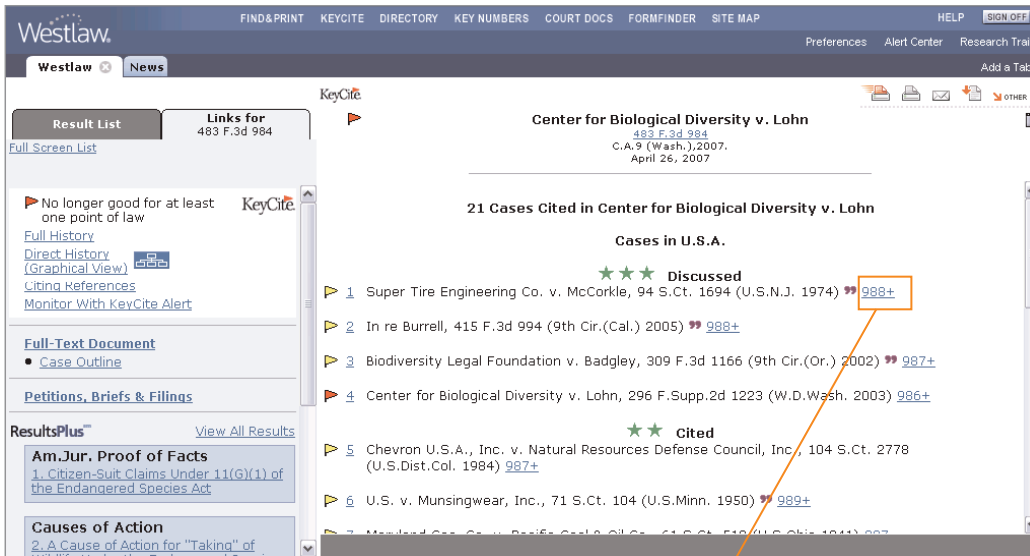 Westlaw.
FIND&PRINT KEYCITE DIRECTORY KEY NUMBERS COURT DOCS FORMFINDER SITE MAP
HELP SIGN OFF
Preferences Alert Center Research Trai
Westlaw News
Add a Tab
Result List
Links for
483 F.3d 984
Full Screen List
No longer good for at least
one point of law
KeyCite.
Full History
Direct History
(Graphical View)
Citing References
Monitor With KeyCite Alert
Full-Text Document
• Case Outline
Petitions, Briefs & Filings
ResultsPlus™ View All Results
Am.Jur. Proof of Facts
1. Citizen-Suit Claims Under 11(G)(1) of
the Endangered Species Act
Causes of Action
2. A Cause of Action for "Taking" of
KeyCite.
OTHER
Center for Biological Diversity v. Lohn
483 F.3d 984
C.A.9 (Wash.),2007.
April 26, 2007
21 Cases Cited in Center for Biological Diversity v. Lohn
Cases in U.S.A.
★ ★ ★ Discussed
1 Super Tire Engineering Co. v. McCorkle, 94 S.Ct. 1694 (U.S.N.J. 1974) ❞ 988+
2 In re Burrell, 415 F.3d 994 (9th Cir.(Cal.) 2005) ❞ 988+
3 Biodiversity Legal Foundation v. Badgley, 309 F.3d 1166 (9th Cir.(Or.) 2002) ❞ 987+
4 Center for Biological Diversity v. Lohn, 296 F.Supp.2d 1223 (W.D.Wash. 2003) 986+
★ ★ Cited
5 Chevron U.S.A., Inc. v. Natural Resources Defense Council, Inc., 104 S.Ct. 2778
(U.S.Dist.Col. 1984) 987+
6 U.S. v. Munsingwear, Inc., 71 S.Ct. 104 (U.S.Minn. 1950) ❞ 989+